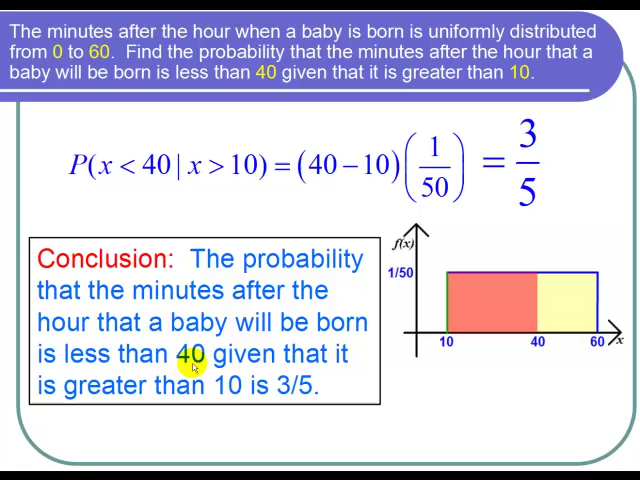 The minutes after the hour when a baby is born is uniformly distributed
from 0 to 60.  Find the probability that the minutes after the hour that a
baby will be born is less than 40 given that it is greater than 10.
P(x < 40 | x > 10) = (40 − 10)(1/50) = 3/5
Conclusion:  The probability
that the minutes after the
hour that a baby will be born
is less than 40 given that it
is greater than 10 is 3/5.
f(x)
1/50
10 40 60 x